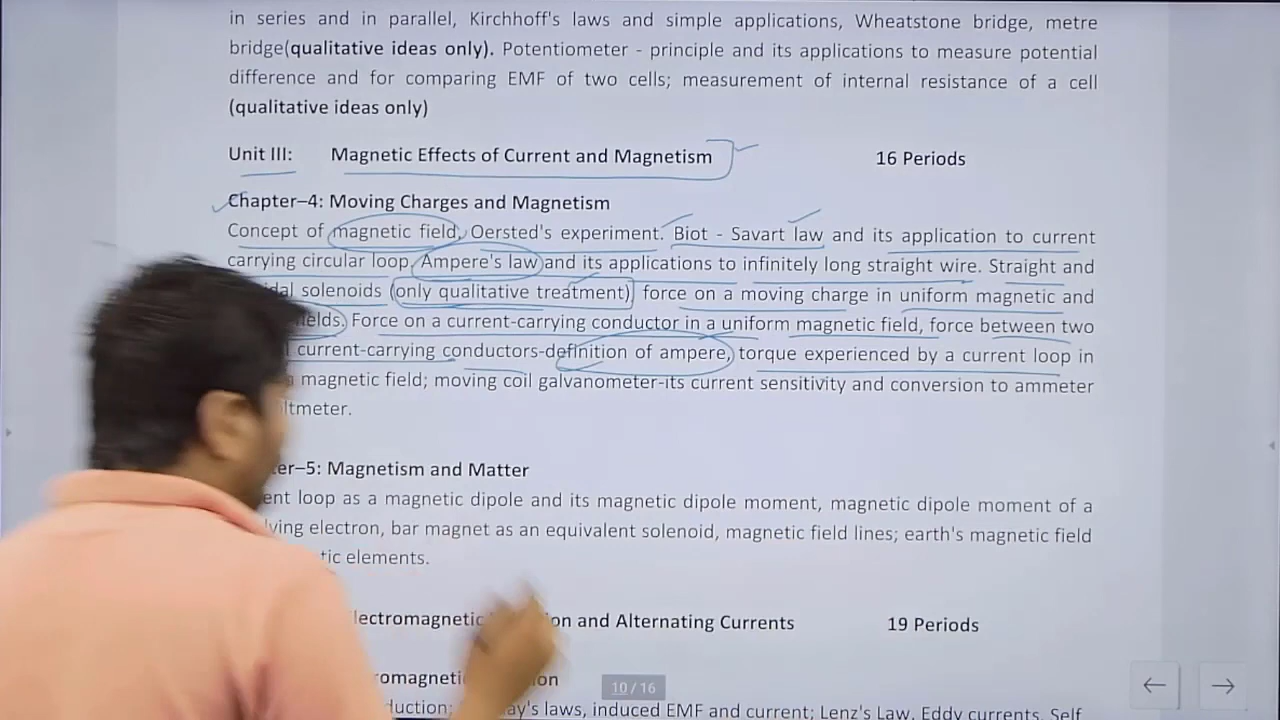 in series and in parallel, Kirchhoff's laws and simple applications, Wheatstone bridge, metre
bridge(qualitative ideas only). Potentiometer - principle and its applications to measure potential
difference and for comparing EMF of two cells; measurement of internal resistance of a cell
(qualitative ideas only)
Unit III: Magnetic Effects of Current and Magnetism 16 Periods
Chapter–4: Moving Charges and Magnetism
Concept of magnetic field, Oersted's experiment. Biot - Savart law and its application to current
carrying circular loop. Ampere's law and its applications to infinitely long straight wire. Straight and
solenoids (only qualitative treatment), force on a moving charge in uniform magnetic and
Force on a current-carrying conductor in a uniform magnetic field, force between two
current-carrying conductors-definition of ampere, torque experienced by a current loop in
magnetic field; moving coil galvanometer-its current sensitivity and conversion to ammeter
ltmeter.
er–5: Magnetism and Matter
ent loop as a magnetic dipole and its magnetic dipole moment, magnetic dipole moment of a
lving electron, bar magnet as an equivalent solenoid, magnetic field lines; earth's magnetic field
tic elements.
lectromagnetic on and Alternating Currents 19 Periods
romagneti on
10 / 16
duction; ay's laws, induced EMF and current; Lenz's Law, Eddy currents. Self